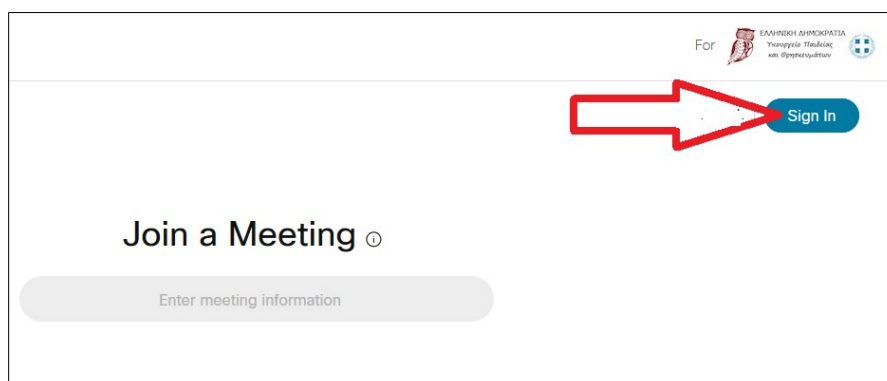 For
ΕΛΛΗΝΙΚΗ ΔΗΜΟΚΡΑΤΙΑ
Υπουργείο Παιδείας
και Θρησκευμάτων
Sign In
Join a Meeting
Enter meeting information